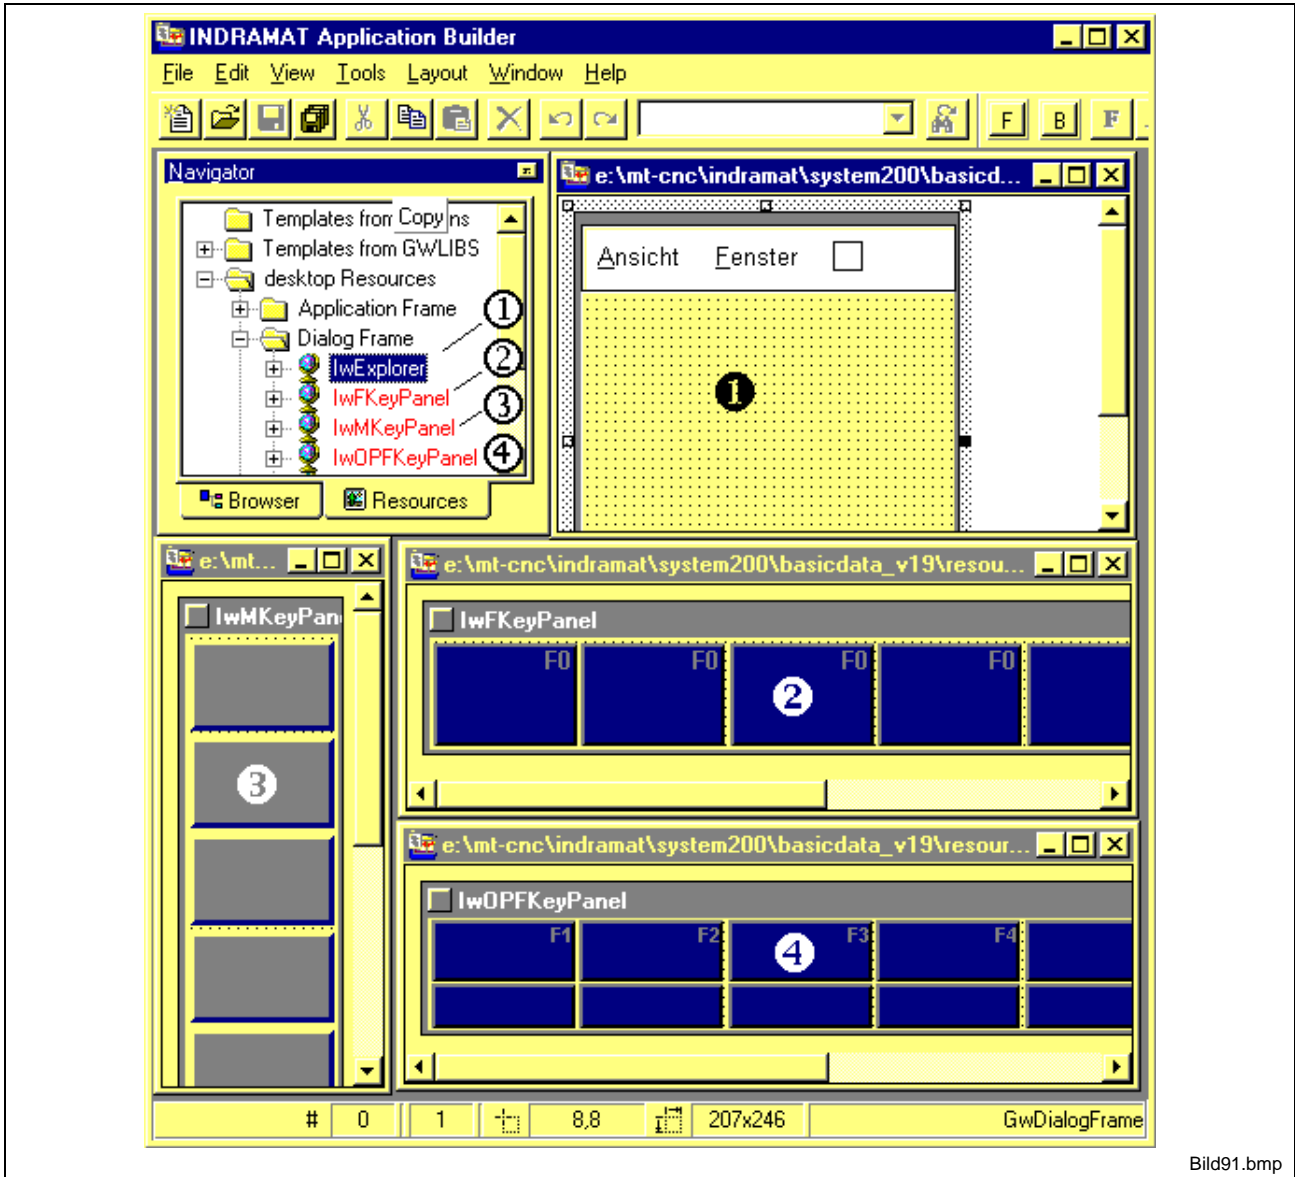 INDRAMAT Application Builder
File Edit View Tools Layout Window Help
F B F
Navigator
Templates from Copy ns
Templates from GWLIBS
desktop Resources
Application Frame
Dialog Frame
IwExplorer
IwFKeyPanel
IwMKeyPanel
IwOPFKeyPanel
1
2
3
4
Browser Resources
e:\mt-cnc\indramat\system200\basicd...
Ansicht Fenster
1
e:\mt...
IwMKeyPan
3
e:\mt-cnc\indramat\system200\basicdata_v19\resou...
IwFKeyPanel
F0 F0 F0 F0
2
e:\mt-cnc\indramat\system200\basicdata_v19\resour...
IwOPFKeyPanel
F1 F2 F3 F4
4
# 0 1 8,8 207x246 GwDialogFrame
Bild91.bmp